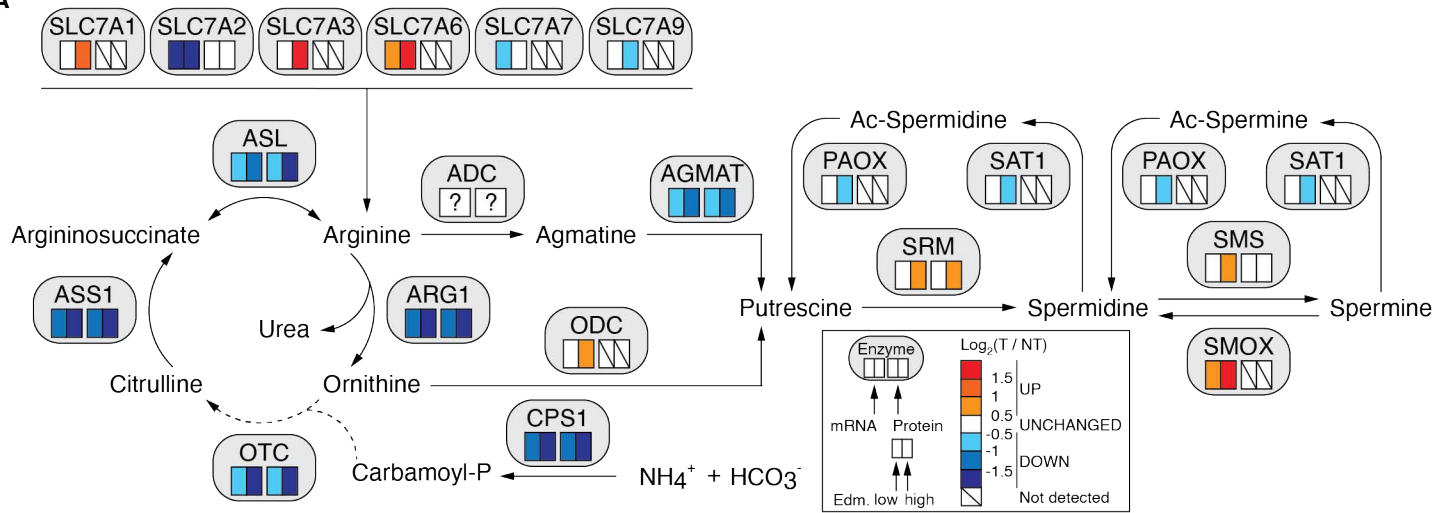 A
SLC7A1 SLC7A2 SLC7A3 SLC7A6 SLC7A7 SLC7A9
Ac-Spermidine Ac-Spermine
ASL
PAOX SAT1 PAOX SAT1
ADC AGMAT
? ?
Argininosuccinate Arginine Agmatine
SRM SMS
ASS1 ARG1
Putrescine Spermidine Spermine
Urea ODC
Enzyme Log2(T / NT)
SMOX
1.5
Citrulline Ornithine
UP
1
0.5
CPS1
mRNA Protein UNCHANGED
-0.5
-1
OTC
DOWN
-1.5
Carbamoyl-P NH4+ + HCO3-
Edm. low high Not detected